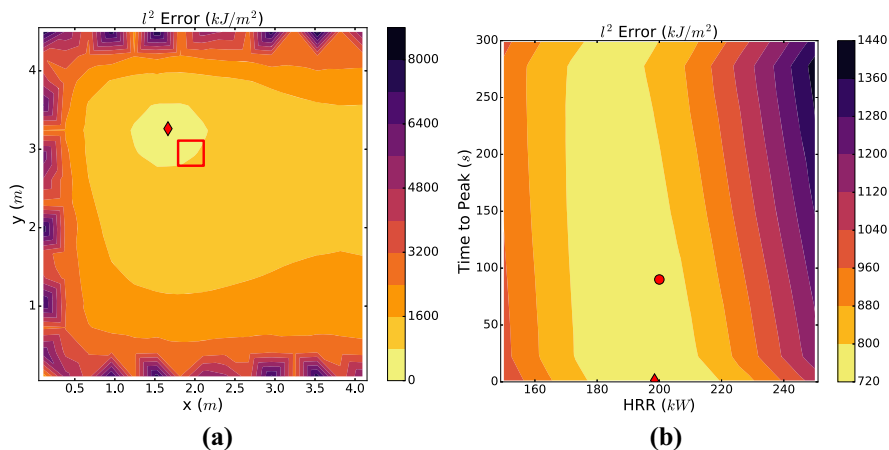 l² Error (kJ/m²)
y (m)
4
3
2
1
0.5 1.0 1.5 2.0 2.5 3.0 3.5 4.0
x (m)
8000
6400
4800
3200
1600
0
(a)
l² Error (kJ/m²)
Time to Peak (s)
300
250
200
150
100
50
0
160 180 200 220 240
HRR (kW)
1440
1360
1280
1200
1120
1040
960
880
800
720
(b)